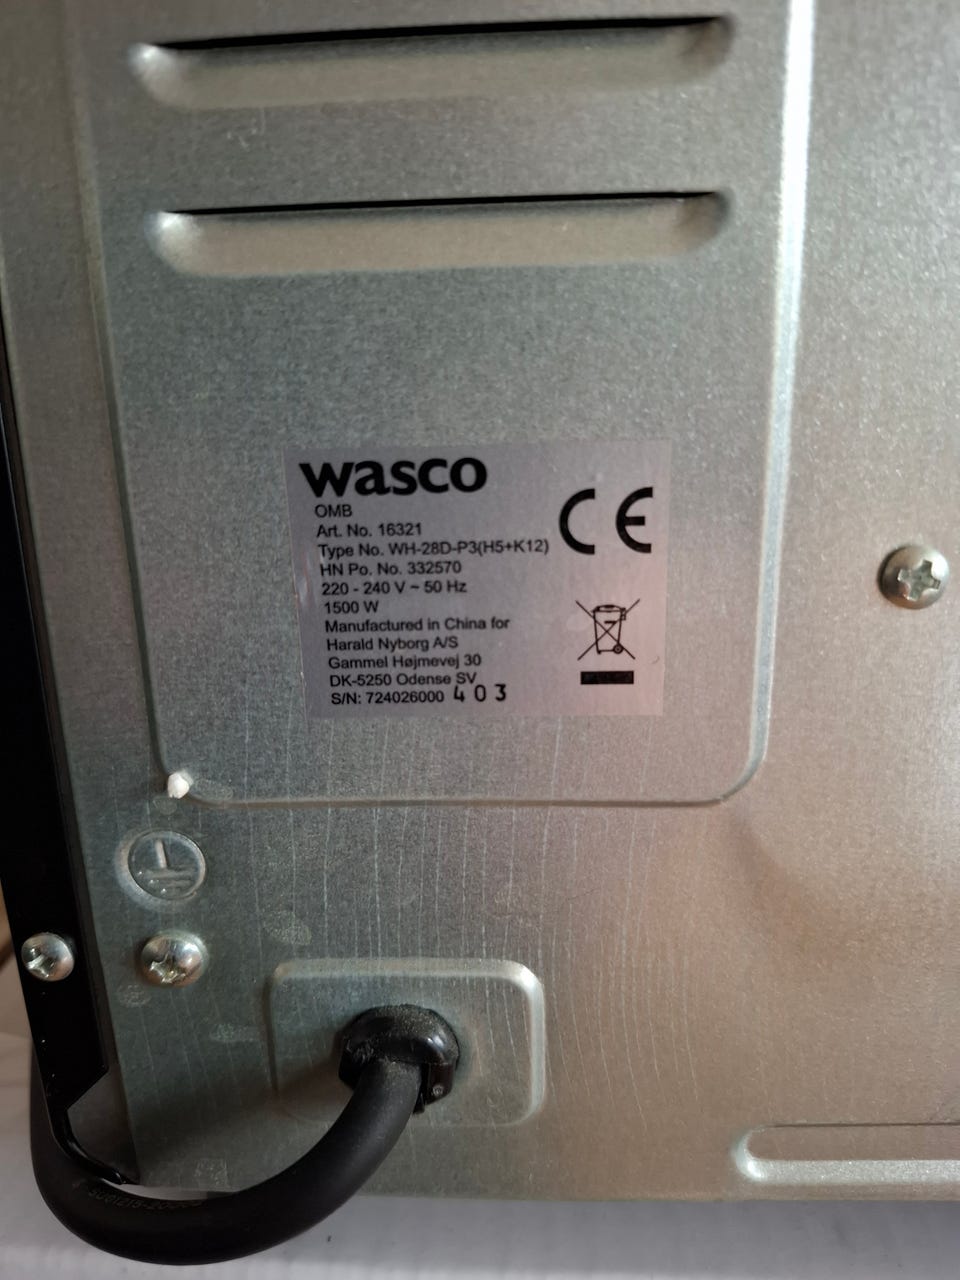 wasco
OMB
Art. No. 16321
Type No. WH-28D-P3(H5+K12)
HN Po. No. 332570
220 - 240 V ~ 50 Hz
1500 W
Manufactured in China for
Harald Nyborg A/S
Gammel Højmevej 30
DK-5250 Odense SV
S/N: 724026000 403
CE